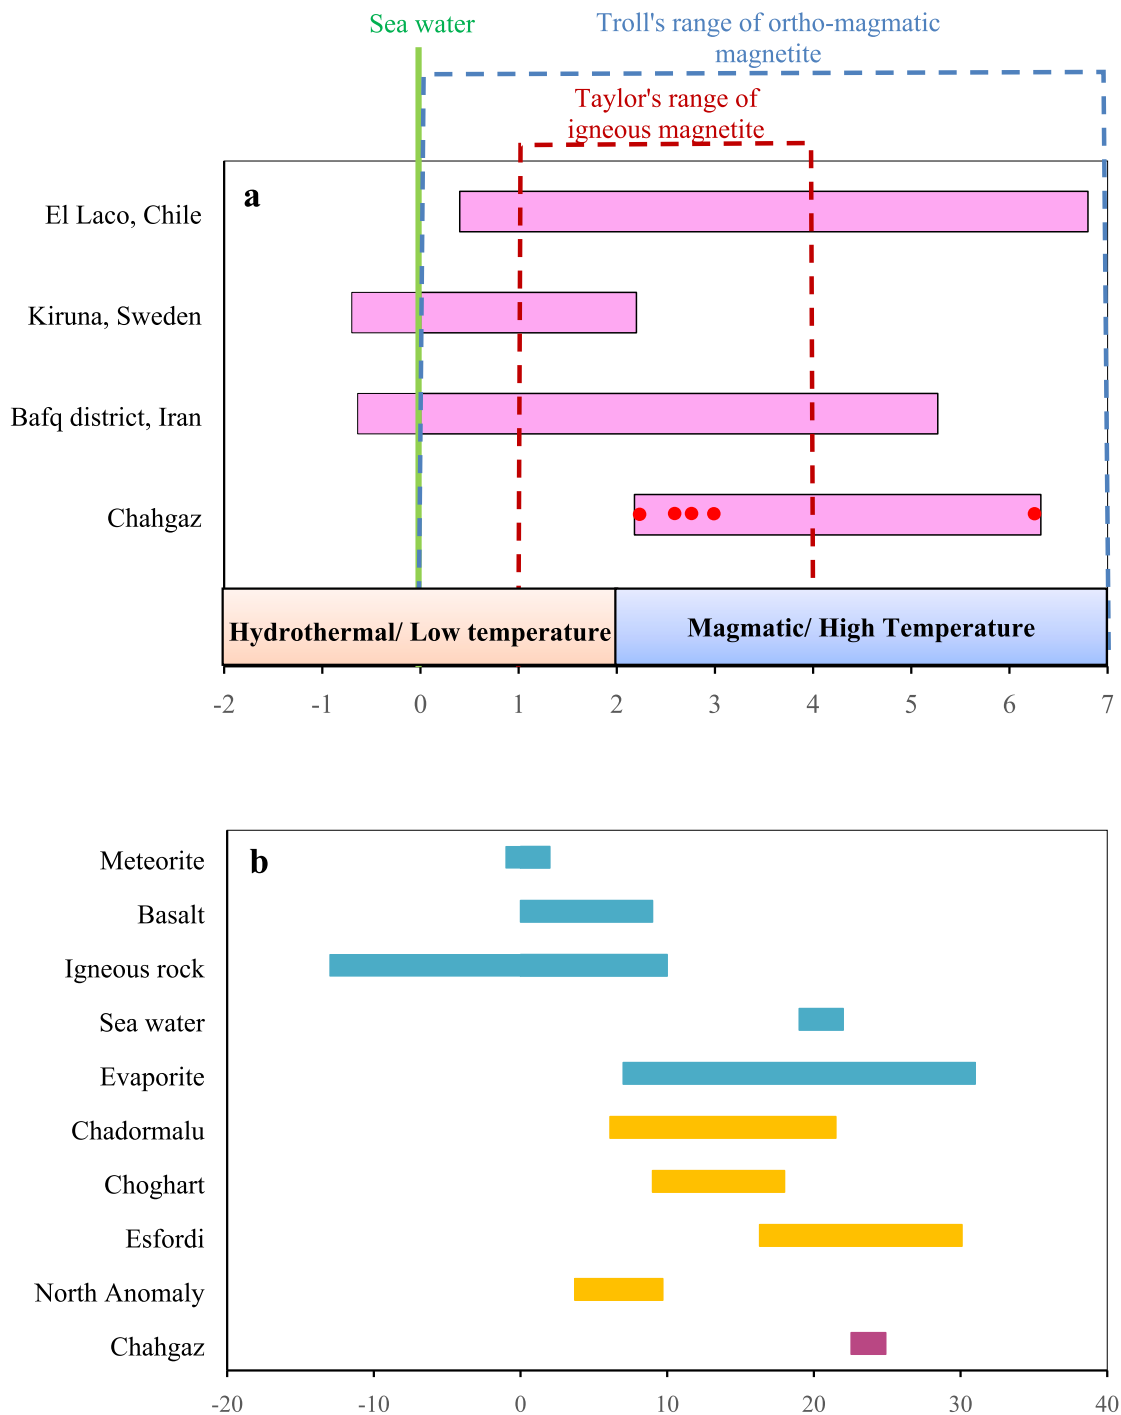 Sea water
Troll's range of ortho-magmatic
magnetite
Taylor's range of
igneous magnetite
a
El Laco, Chile
Kiruna, Sweden
Bafq district, Iran
Chahgaz
Hydrothermal/ Low temperature
Magmatic/ High Temperature
-2 -1 0 1 2 3 4 5 6 7
b
Meteorite
Basalt
Igneous rock
Sea water
Evaporite
Chadormalu
Choghart
Esfordi
North Anomaly
Chahgaz
-20 -10 0 10 20 30 40